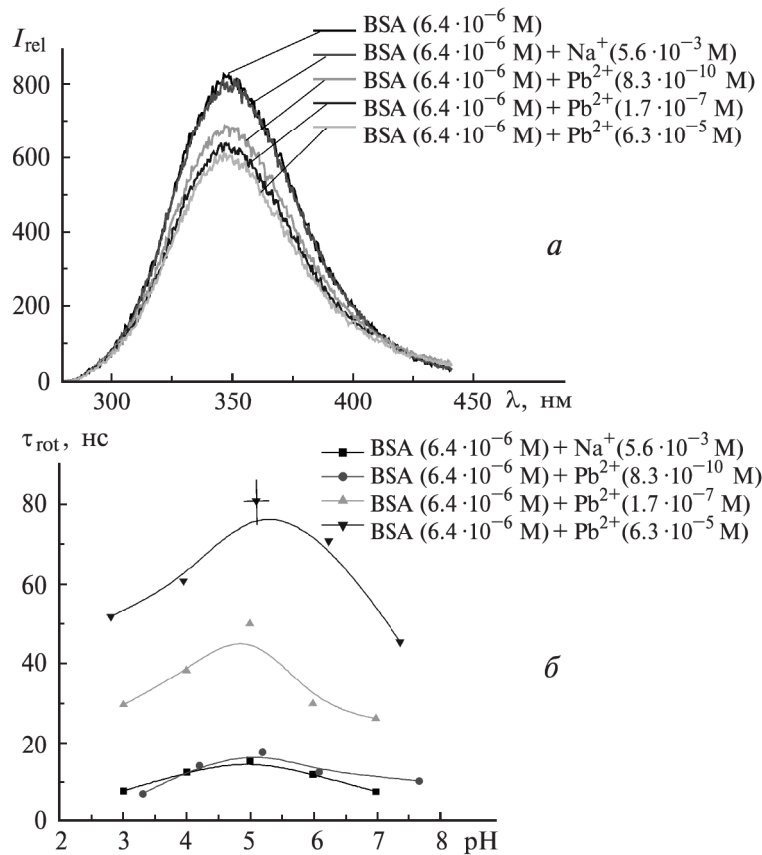 I_rel
BSA (6.4·10⁻⁶ M)
BSA (6.4·10⁻⁶ M) + Na⁺(5.6·10⁻³ M)
BSA (6.4·10⁻⁶ M) + Pb²⁺(8.3·10⁻¹⁰ M)
BSA (6.4·10⁻⁶ M) + Pb²⁺(1.7·10⁻⁷ M)
BSA (6.4·10⁻⁶ M) + Pb²⁺(6.3·10⁻⁵ M)
800
600
400
200
0
а
300 350 400 450 λ, нм
τ_rot, нс
BSA (6.4·10⁻⁶ M) + Na⁺(5.6·10⁻³ M)
BSA (6.4·10⁻⁶ M) + Pb²⁺(8.3·10⁻¹⁰ M)
BSA (6.4·10⁻⁶ M) + Pb²⁺(1.7·10⁻⁷ M)
BSA (6.4·10⁻⁶ M) + Pb²⁺(6.3·10⁻⁵ M)
80
60
40
30
20
10
0
б
2 3 4 5 6 7 8 pH